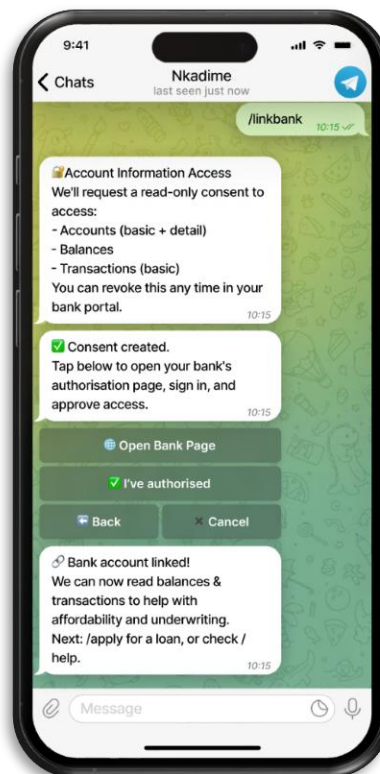 9:41
Chats
Nkadime
last seen just now
/linkbank
10:15
🔐Account Information Access
We'll request a read-only consent to
access:
- Accounts (basic + detail)
- Balances
- Transactions (basic)
You can revoke this any time in your
bank portal.
10:15
✅ Consent created.
Tap below to open your bank's
authorisation page, sign in, and
approve access.
10:15
🌐 Open Bank Page
✅ I've authorised
⬅️ Back
✖️ Cancel
🔗 Bank account linked!
We can now read balances &
transactions to help with
affordability and underwriting.
Next: /apply for a loan, or check /
help.
10:15
Message